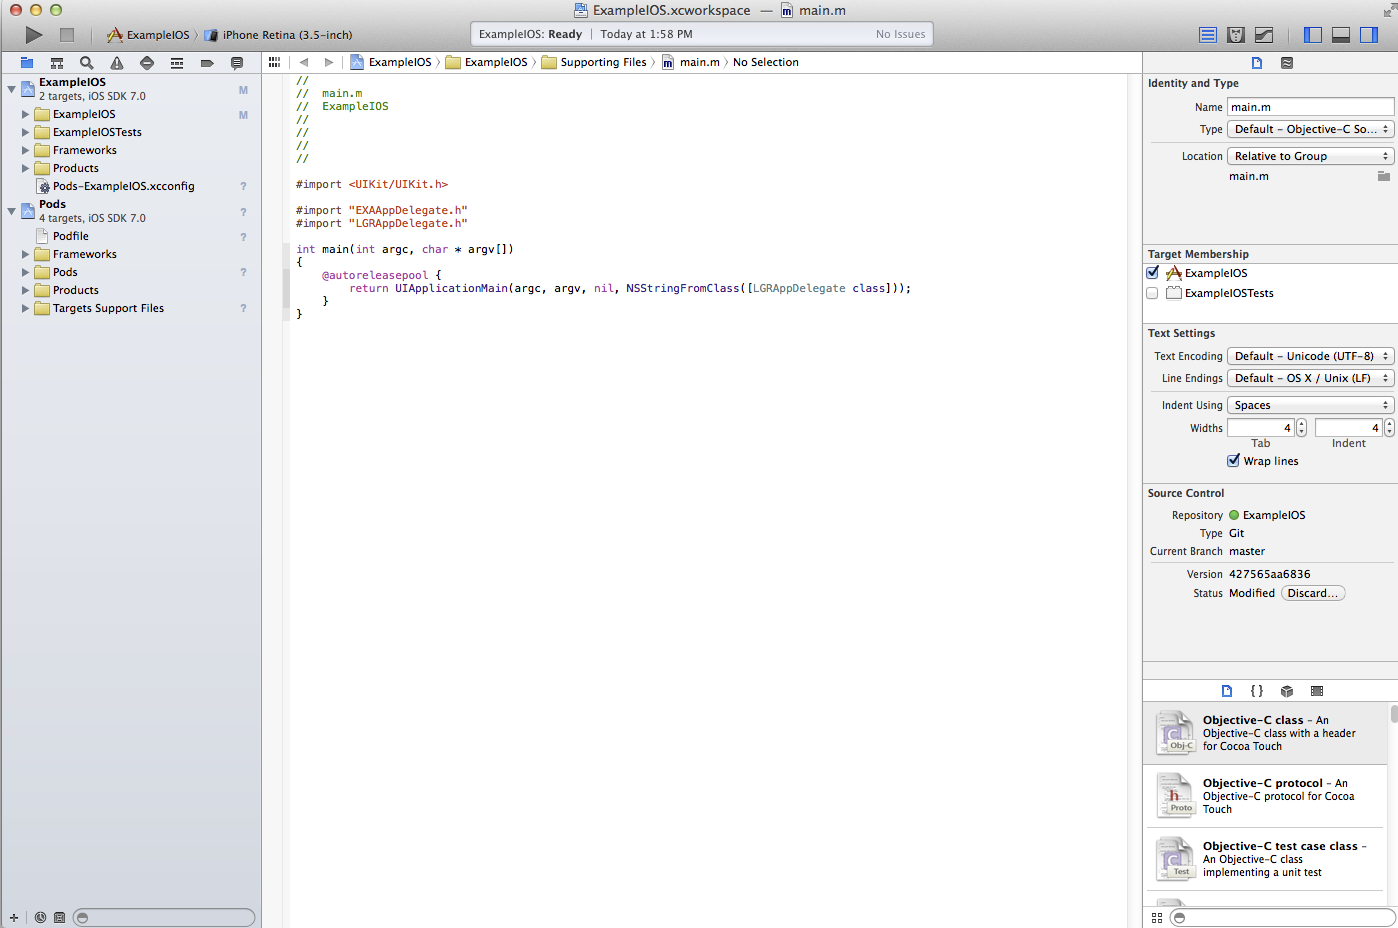 ExampleIOS.xcworkspace — main.m
ExampleIOS 〉 iPhone Retina (3.5-inch)
ExampleIOS: Ready | Today at 1:58 PM
No Issues
ExampleIOS 〉 ExampleIOS 〉 Supporting Files 〉 main.m 〉 No Selection
ExampleIOS
2 targets, iOS SDK 7.0
M
ExampleIOS
M
ExampleIOSTests
Frameworks
Products
Pods-ExampleIOS.xcconfig
?
Pods
4 targets, iOS SDK 7.0
?
Podfile
?
Frameworks
Pods
?
Products
Targets Support Files
?
//
//  main.m
//  ExampleIOS
//
//
//
//
#import <UIKit/UIKit.h>
#import "EXAAppDelegate.h"
#import "LGRAppDelegate.h"
int main(int argc, char * argv[])
{
    @autoreleasepool {
        return UIApplicationMain(argc, argv, nil, NSStringFromClass([LGRAppDelegate class]));
    }
}
Identity and Type
Name main.m
Type Default - Objective-C So...
Location Relative to Group
main.m
Target Membership
ExampleIOS
ExampleIOSTests
Text Settings
Text Encoding Default - Unicode (UTF-8)
Line Endings Default - OS X / Unix (LF)
Indent Using Spaces
Widths 4 4
Tab Indent
Wrap lines
Source Control
Repository ExampleIOS
Type Git
Current Branch master
Version 427565aa6836
Status Modified Discard...
{ }
Obj-C
Objective-C class - An
Objective-C class with a header
for Cocoa Touch
h
Proto
Objective-C protocol - An
Objective-C protocol for Cocoa
Touch
C
Test
Objective-C test case class -
An Objective-C class
implementing a unit test